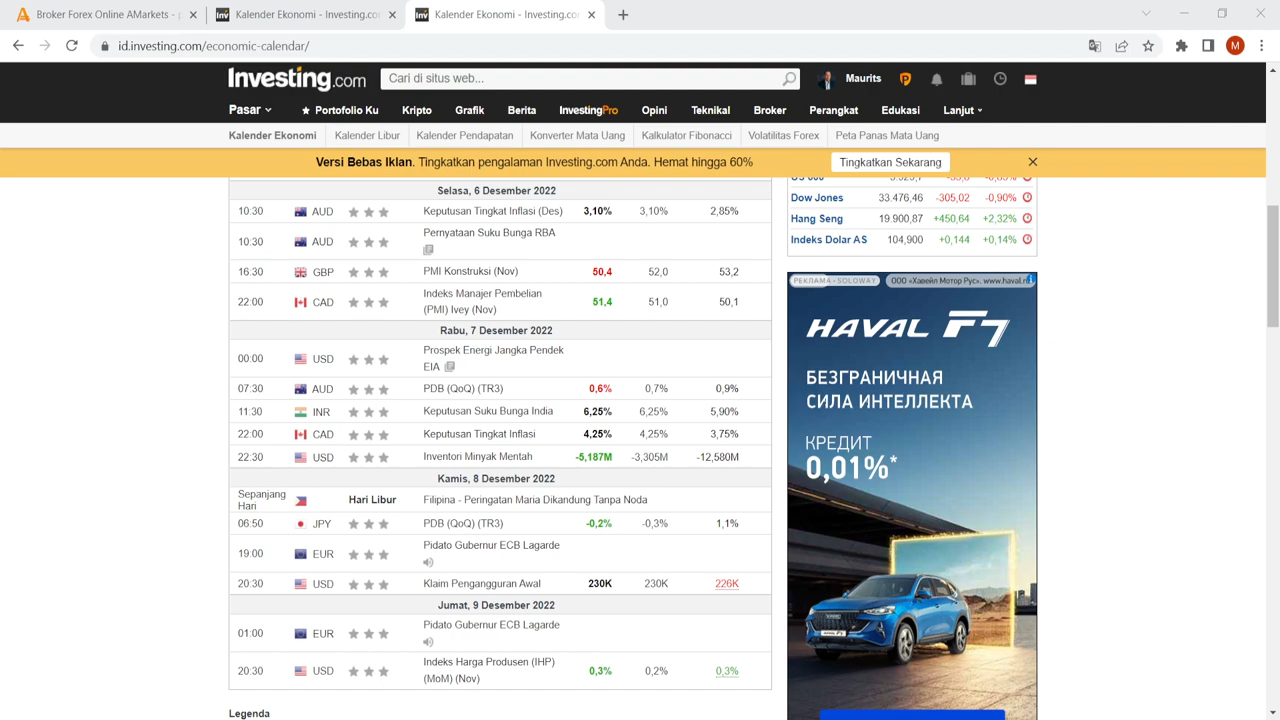 Broker Forex Online AMarkets - (
Kalender Ekonomi - Investing.co
Kalender Ekonomi - Investing.co
id.investing.com/economic-calendar/
M
Investing.com
Cari di situs web...
Maurits
Pasar
Portofolio Ku
Kripto
Grafik
Berita
InvestingPro
Opini
Teknikal
Broker
Perangkat
Edukasi
Lanjut
Kalender Ekonomi
Kalender Libur
Kalender Pendapatan
Konverter Mata Uang
Kalkulator Fibonacci
Volatilitas Forex
Peta Panas Mata Uang
Versi Bebas Iklan. Tingkatkan pengalaman Investing.com Anda. Hemat hingga 60%
Tingkatkan Sekarang
Selasa, 6 Desember 2022
10:30 AUD Keputusan Tingkat Inflasi (Des) 3,10% 3,10% 2,85%
10:30 AUD Pernyataan Suku Bunga RBA
16:30 GBP PMI Konstruksi (Nov) 50,4 52,0 53,2
22:00 CAD Indeks Manajer Pembelian
(PMI) Ivey (Nov) 51,4 51,0 50,1
Rabu, 7 Desember 2022
00:00 USD Prospek Energi Jangka Pendek
EIA
07:30 AUD PDB (QoQ) (TR3) 0,6% 0,7% 0,9%
11:30 INR Keputusan Suku Bunga India 6,25% 6,25% 5,90%
22:00 CAD Keputusan Tingkat Inflasi 4,25% 4,25% 3,75%
22:30 USD Inventori Minyak Mentah -5,187M -3,305M -12,580M
Kamis, 8 Desember 2022
Sepanjang
Hari
Hari Libur Filipina - Peringatan Maria Dikandung Tanpa Noda
06:50 JPY PDB (QoQ) (TR3) -0,2% -0,3% 1,1%
19:00 EUR Pidato Gubernur ECB Lagarde
20:30 USD Klaim Pengangguran Awal 230K 230K 226K
Jumat, 9 Desember 2022
01:00 EUR Pidato Gubernur ECB Lagarde
20:30 USD Indeks Harga Produsen (IHP)
(MoM) (Nov) 0,3% 0,2% 0,3%
Legenda
Dow Jones 33.476,46 -305,02 -0,90%
Hang Seng 19.900,87 +450,64 +2,32%
Indeks Dolar AS 104,900 +0,144 +0,14%
РЕКЛАМА • SOLOWAY
ООО «Хавейл Мотор Рус». www.haval.ru
HAVAL F7
БЕЗГРАНИЧНАЯ
СИЛА ИНТЕЛЛЕКТА
КРЕДИТ
0,01%*
HAVAL